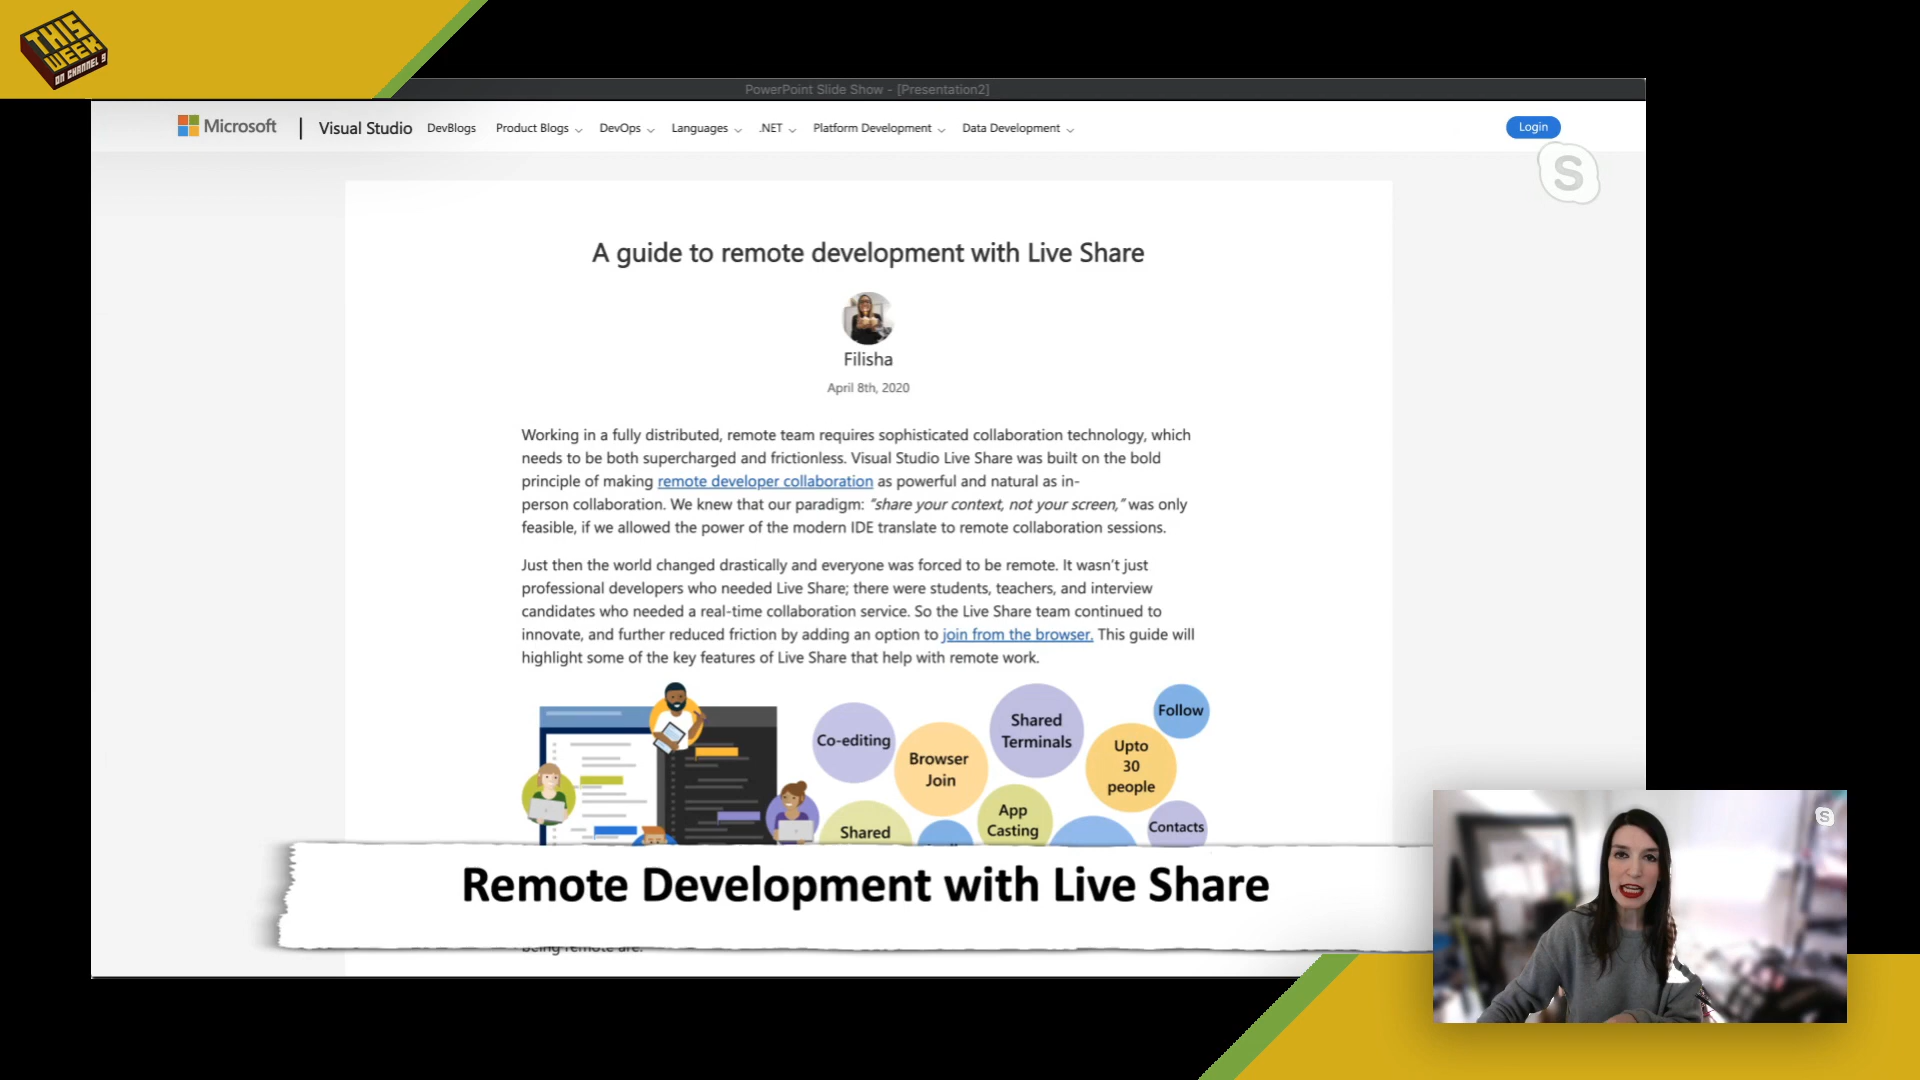 THIS
WEEK
ON CHANNEL 9
PowerPoint Slide Show - [Presentation2]
Microsoft | Visual Studio DevBlogs Product Blogs DevOps Languages .NET Platform Development Data Development Login
S
A guide to remote development with Live Share
Filisha
April 8th, 2020
Working in a fully distributed, remote team requires sophisticated collaboration technology, which
needs to be both supercharged and frictionless. Visual Studio Live Share was built on the bold
principle of making remote developer collaboration as powerful and natural as in-
person collaboration. We knew that our paradigm: “share your context, not your screen,” was only
feasible, if we allowed the power of the modern IDE translate to remote collaboration sessions.
Just then the world changed drastically and everyone was forced to be remote. It wasn’t just
professional developers who needed Live Share; there were students, teachers, and interview
candidates who needed a real-time collaboration service. So the Live Share team continued to
innovate, and further reduced friction by adding an option to join from the browser. This guide will
highlight some of the key features of Live Share that help with remote work.
Follow
Shared
Terminals
Co-editing
Browser
Join
Upto
30
people
App
Casting
Contacts
Shared
S
Remote Development with Live Share
being remote are: